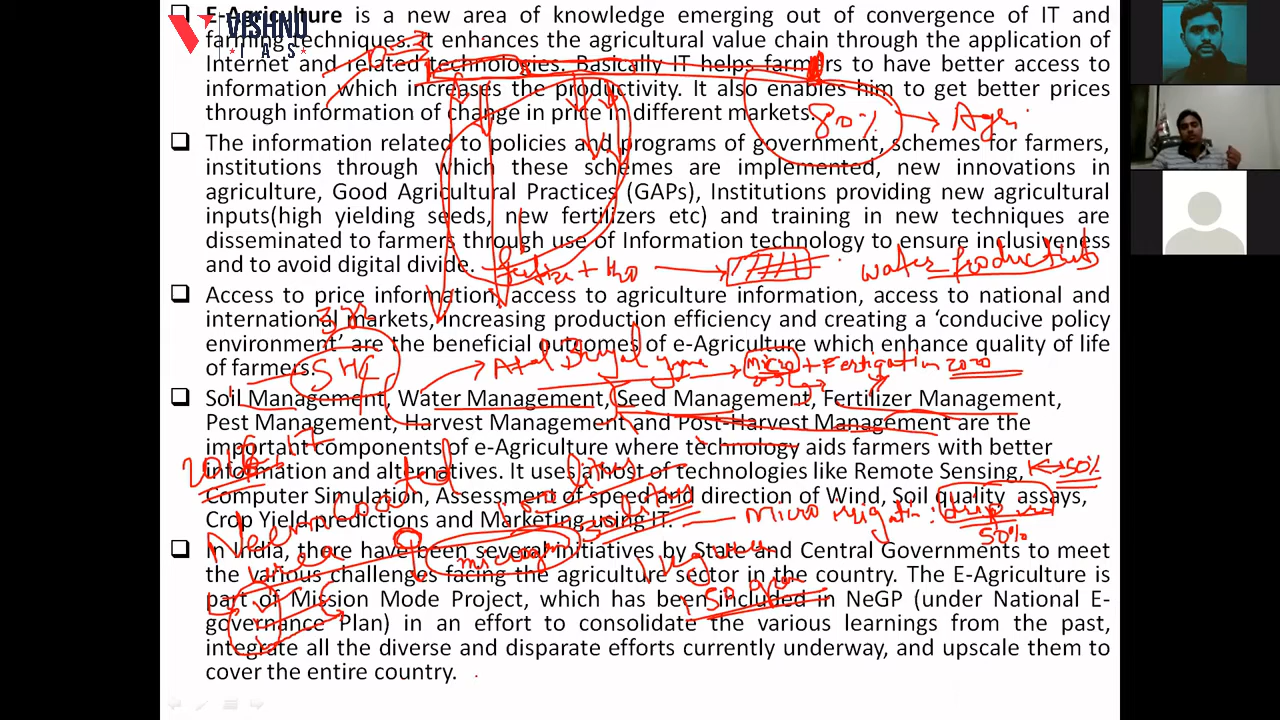 E-Agriculture is a new area of knowledge emerging out of convergence of IT and
VISHNU
IAS
farming techniques. It enhances the agricultural value chain through the application of
Internet and related technologies. Basically IT helps farmers to have better access to
information which increases the productivity. It also enables him to get better prices
through information of change in price in different markets.
80% → Agri
The information related to policies and programs of government, schemes for farmers,
institutions through which these schemes are implemented, new innovations in
agriculture, Good Agricultural Practices (GAPs), Institutions providing new agricultural
inputs(high yielding seeds, new fertilizers etc) and training in new techniques are
disseminated to farmers through use of Information technology to ensure inclusiveness
and to avoid digital divide.
+ H2O
water
Access to price information, access to agriculture information, access to national and
international markets, increasing production efficiency and creating a ‘conducive policy
environment’ are the beneficial outcomes of e-Agriculture which enhance quality of life
of farmers.
micro + Fertigation 2020
Soil Management, Water Management, Seed Management, Fertilizer Management,
Pest Management, Harvest Management and Post-Harvest Management are the
important components of e-Agriculture where technology aids farmers with better
information and alternatives. It uses a host of technologies like Remote Sensing,
50%
Computer Simulation, Assessment of speed and direction of Wind, Soil quality assays,
Crop Yield predictions and Marketing using IT.
50%
Neem coated
urea
In India, there have been several initiatives by State and Central Governments to meet
the various challenges facing the agriculture sector in the country. The E-Agriculture is
part of Mission Mode Project, which has been included in NeGP (under National E-
governance Plan) in an effort to consolidate the various learnings from the past,
integrate all the diverse and disparate efforts currently underway, and upscale them to
cover the entire country.